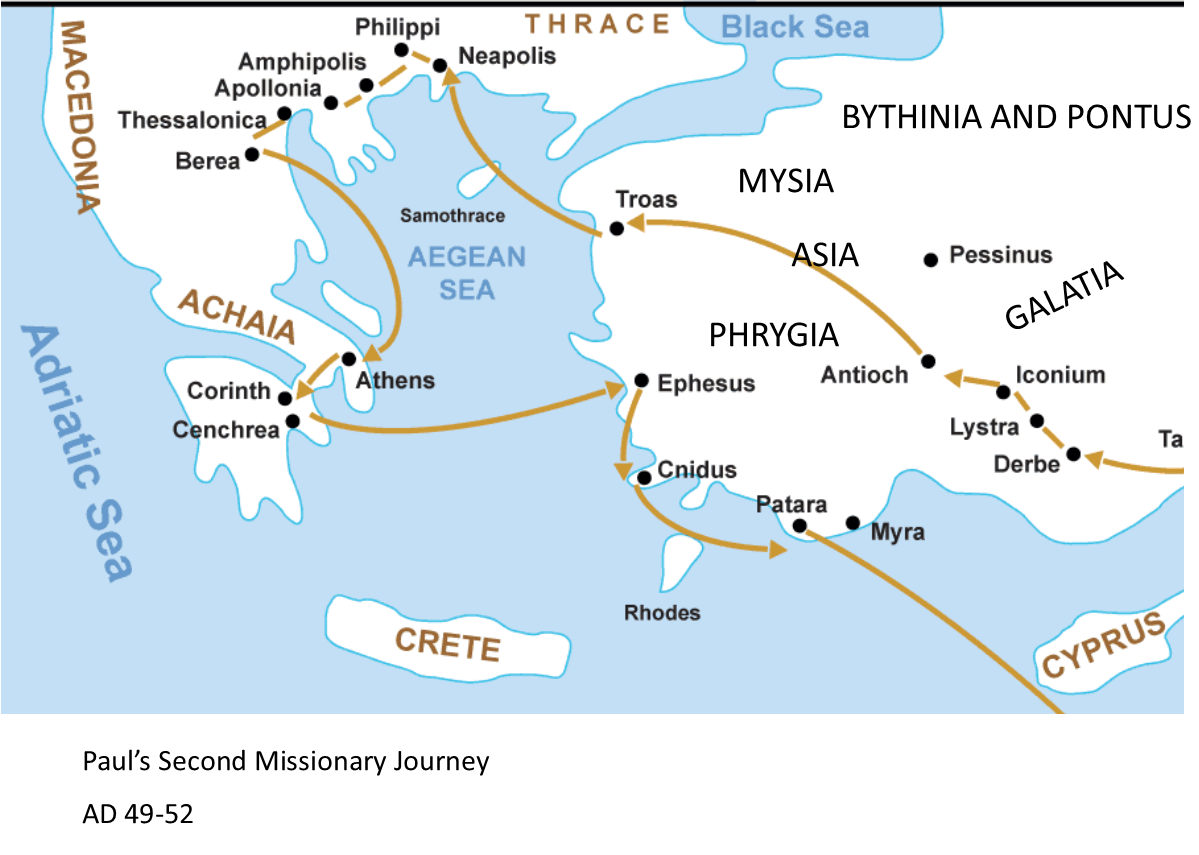 THRACE
Black Sea
MACEDONIA
Philippi
Neapolis
Amphipolis
Apollonia
Thessalonica
Berea
BYTHINIA AND PONTUS
MYSIA
Troas
Samothrace
AEGEAN
SEA
ASIA
Pessinus
GALATIA
ACHAIA
PHRYGIA
Adriatic Sea
Athens
Corinth
Cenchrea
Ephesus
Antioch
Iconium
Lystra
Derbe
Ta
Cnidus
Patara
Myra
Rhodes
CRETE
CYPRUS
Paul’s Second Missionary Journey
AD 49-52